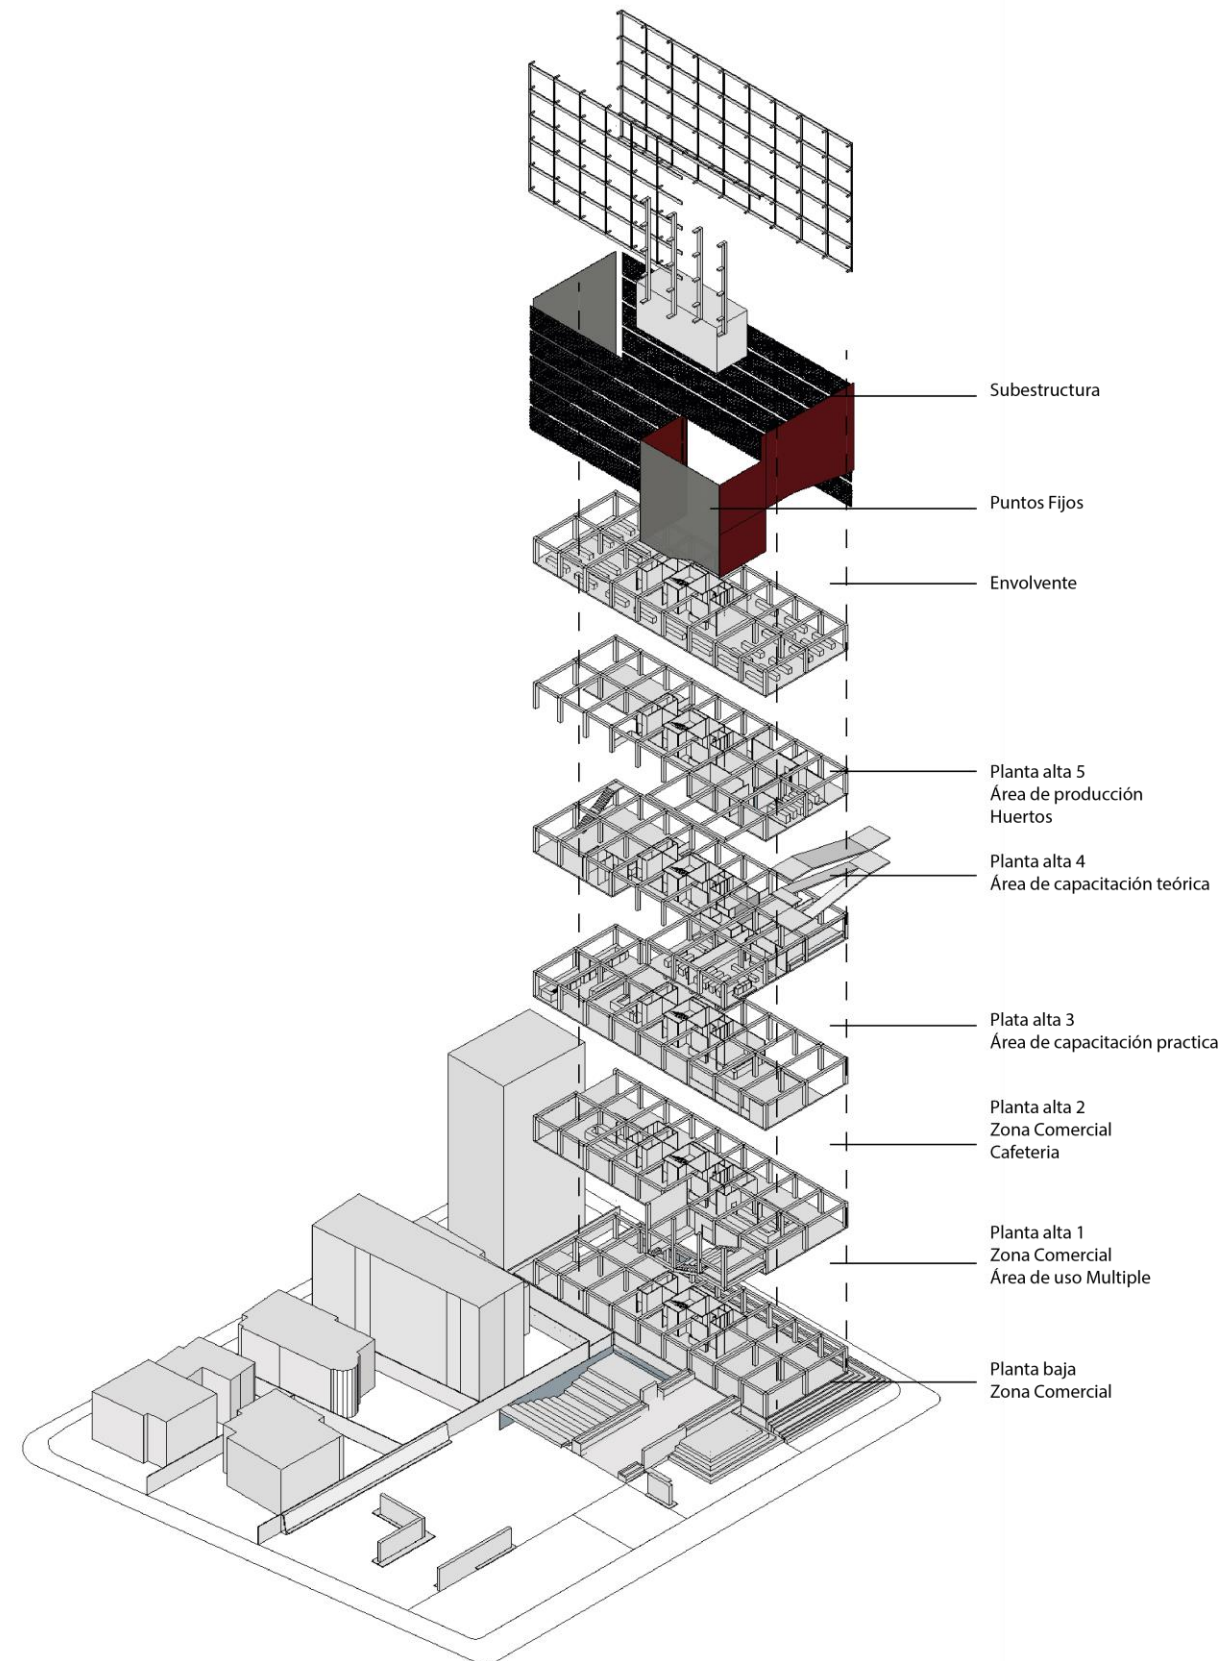 Subestructura
Puntos Fijos
Envolvente
Planta alta 5
Área de producción
Huertos
Planta alta 4
Área de capacitación teórica
Plata alta 3
Área de capacitación practica
Planta alta 2
Zona Comercial
Cafeteria
Planta alta 1
Zona Comercial
Área de uso Multiple
Planta baja
Zona Comercial